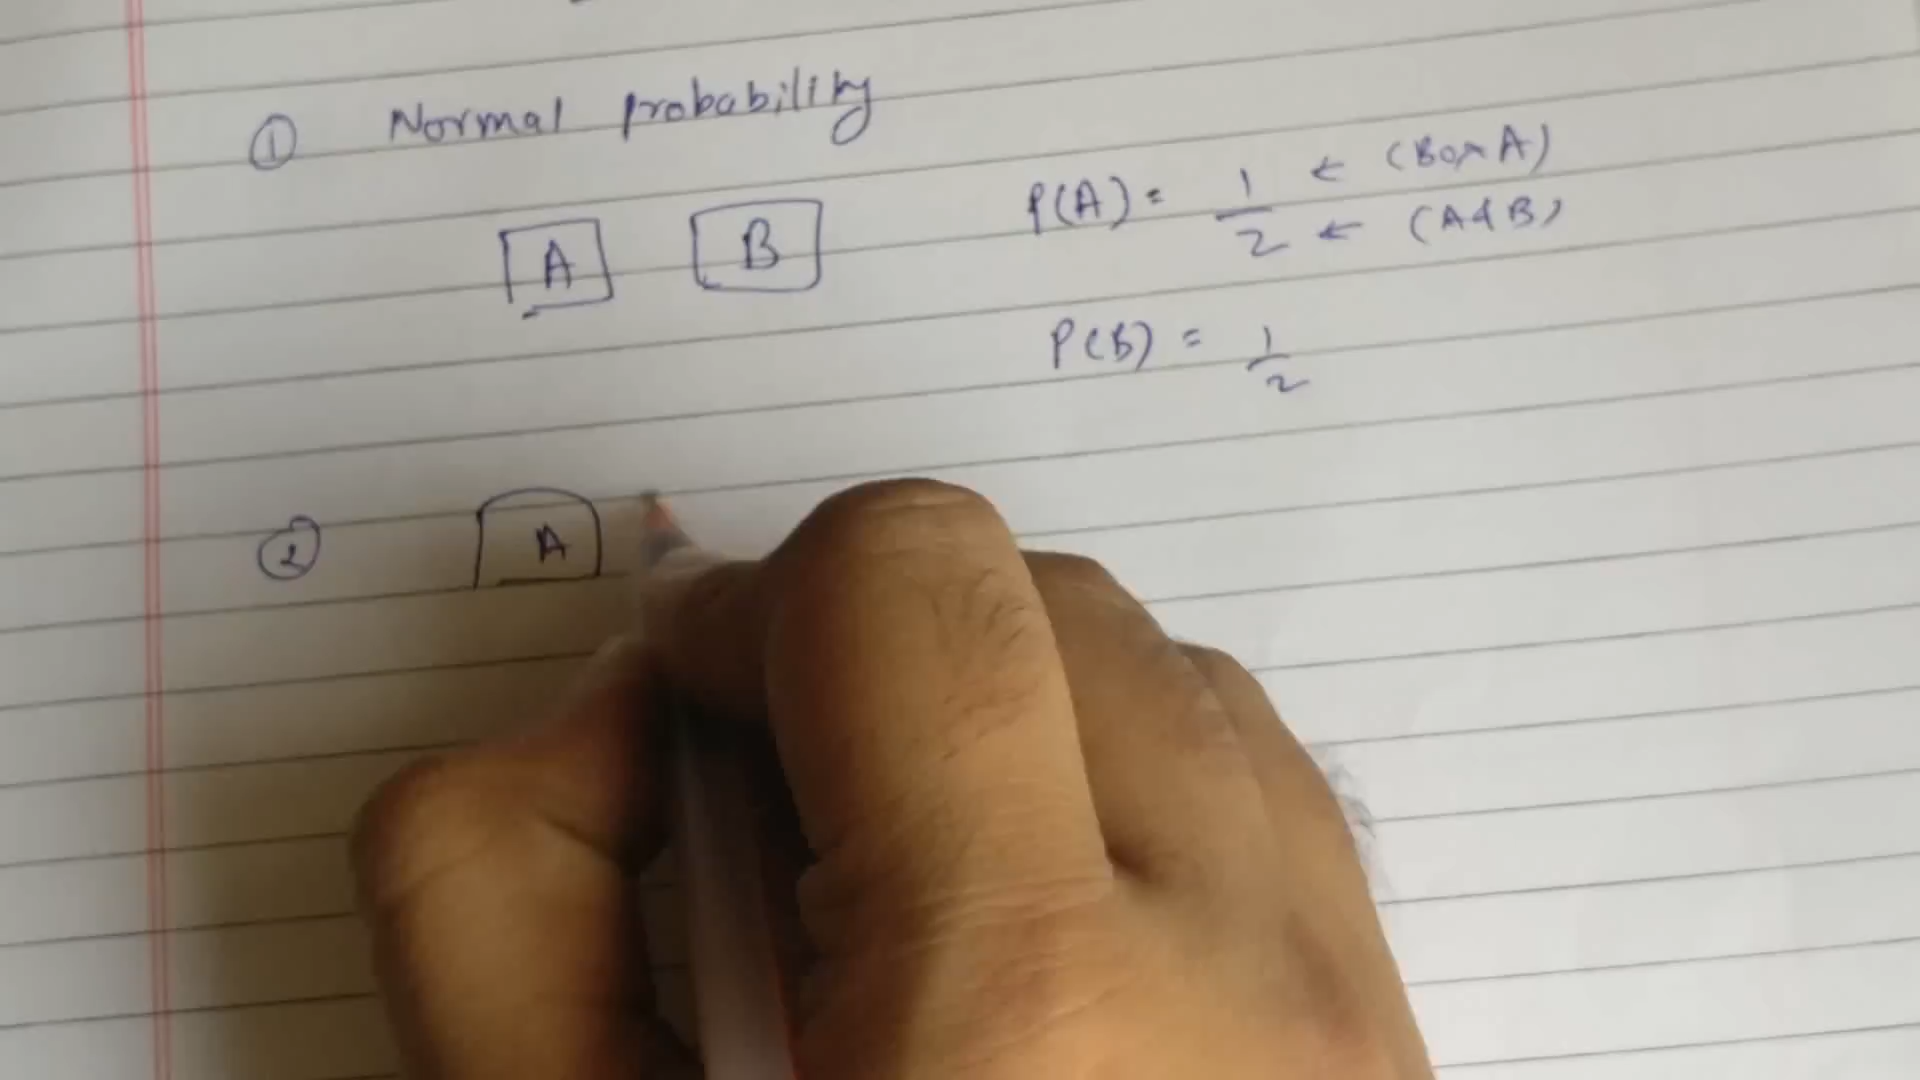 ① Normal probability
A B
P(A) = 1/2 ← (B or A)
← (A & B)
P(B) = 1/2
② A